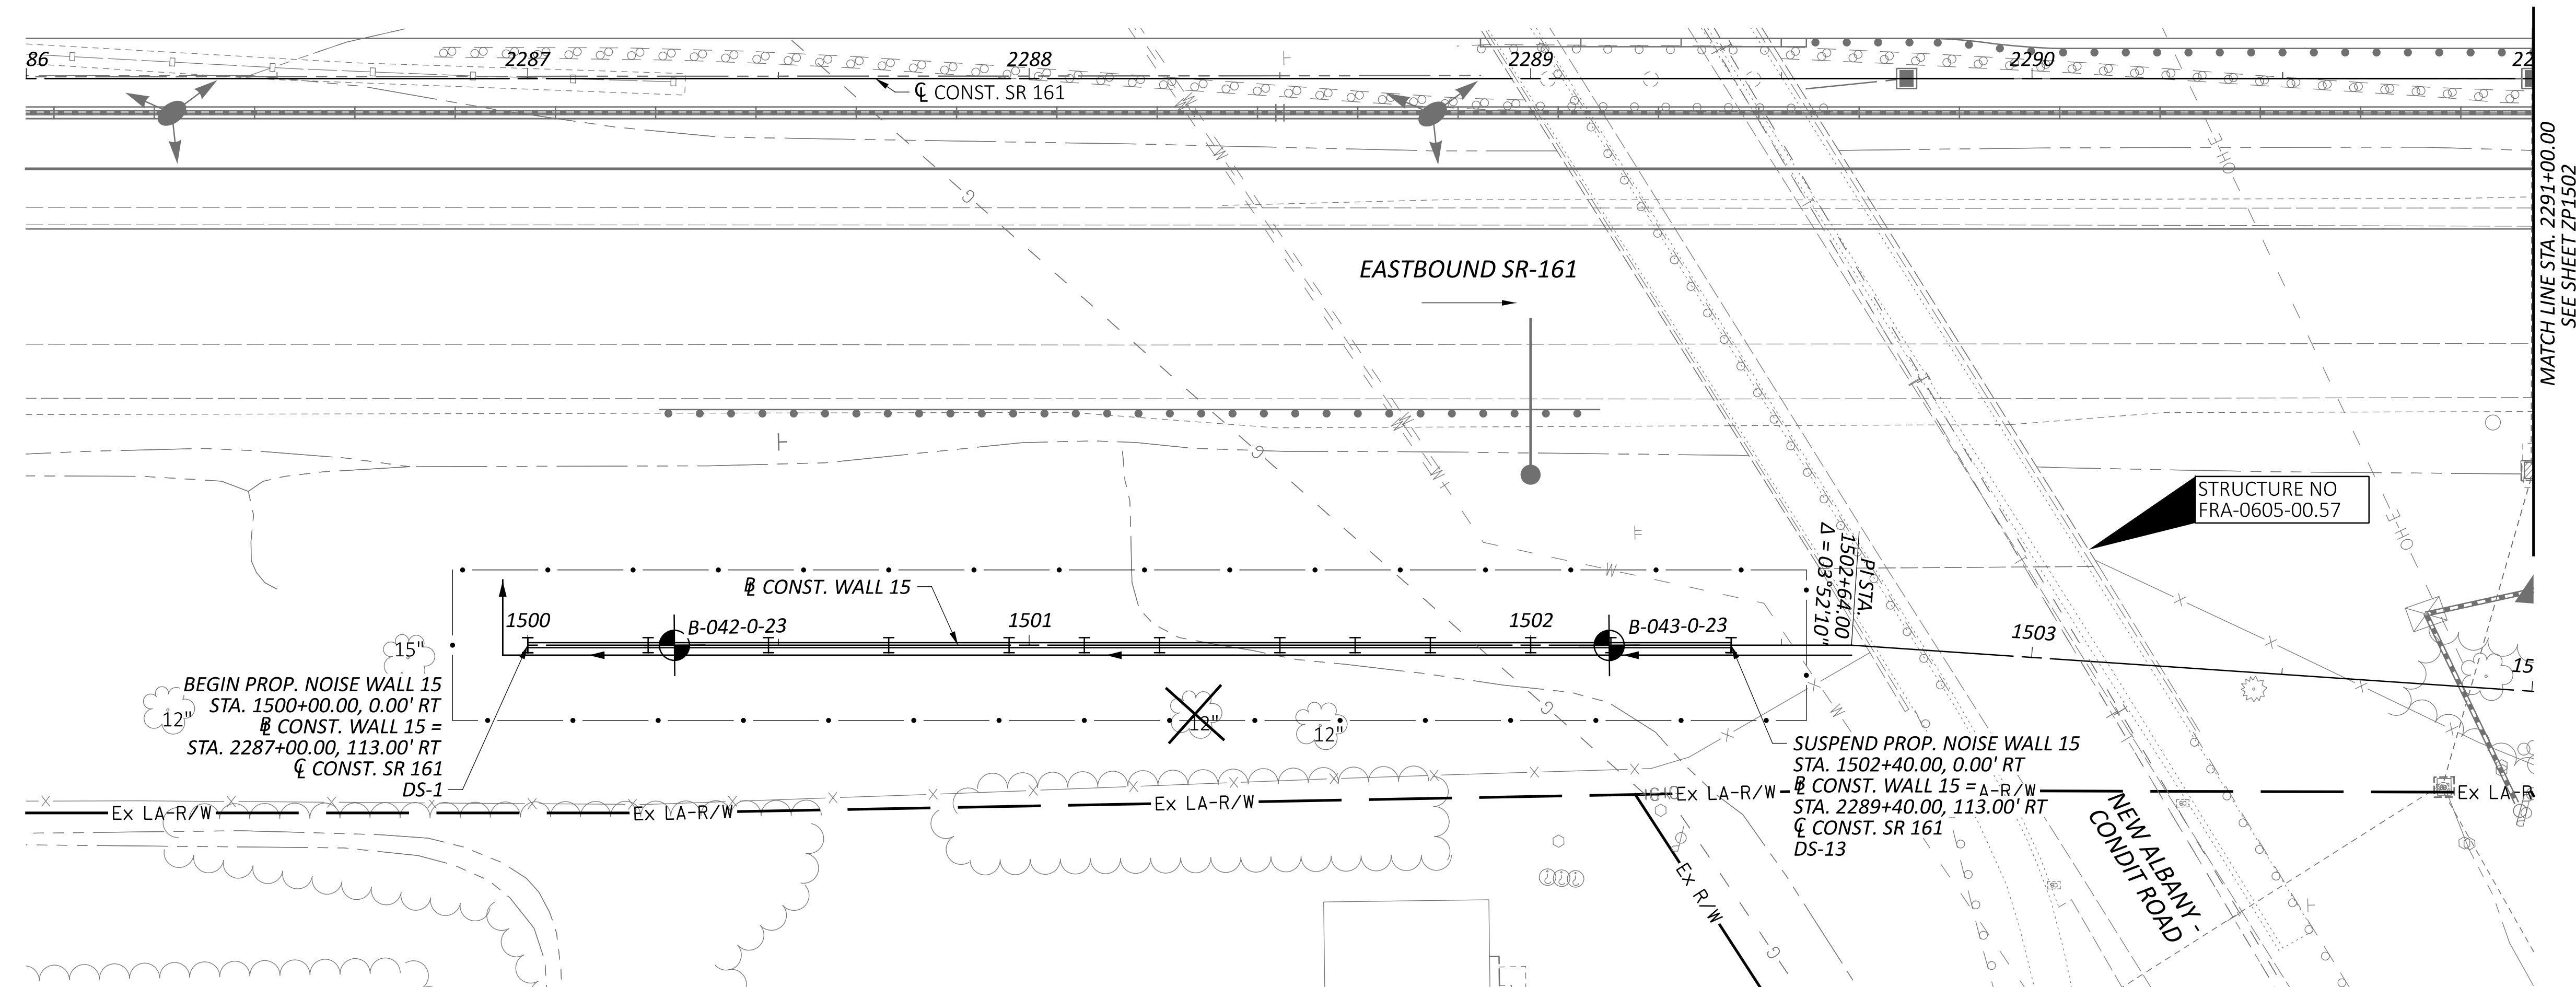 86
2287
2288
2289
2290
22
℄ CONST. SR 161
MATCH LINE STA. 2291+00.00
SEE SHEET ZP1502
W
G
W
OH-E
EASTBOUND SR-161
T
W
G
W
STRUCTURE NO
FRA-0605-00.57
OH-E
PI STA.
1502+64.00
Δ = 03°52'10"
W
B CONST. WALL 15
1500
B-042-0-23
1501
1502
B-043-0-23
1503
15
15"
12"
12"
12"
BEGIN PROP. NOISE WALL 15
STA. 1500+00.00, 0.00' RT
B CONST. WALL 15 =
STA. 2287+00.00, 113.00' RT
℄ CONST. SR 161
DS-1
G
W
T
SUSPEND PROP. NOISE WALL 15
STA. 1502+40.00, 0.00' RT
B CONST. WALL 15 =
STA. 2289+40.00, 113.00' RT
℄ CONST. SR 161
DS-13
Ex LA-R/W
Ex LA-R/W
Ex LA-R/W
Ex LA-R/W
A-R/W
Ex LA-R
Ex R/W
G
NEW ALBANY -
CONDIT ROAD